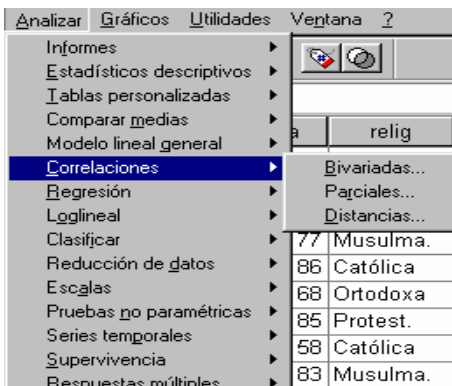 Analizar Gráficos Utilidades Ventana ?
Informes
Estadísticos descriptivos
Tablas personalizadas
Comparar medias
Modelo lineal general
a relig
Correlaciones
Bivariadas...
Regresión
Parciales...
Loglineal
Distancias...
Clasificar
77 Musulma.
Reducción de datos
86 Católica
Escalas
68 Ortodoxa
Pruebas no paramétricas
85 Protest.
Series temporales
58 Católica
Supervivencia
83 Musulma.
Respuestas múltiples